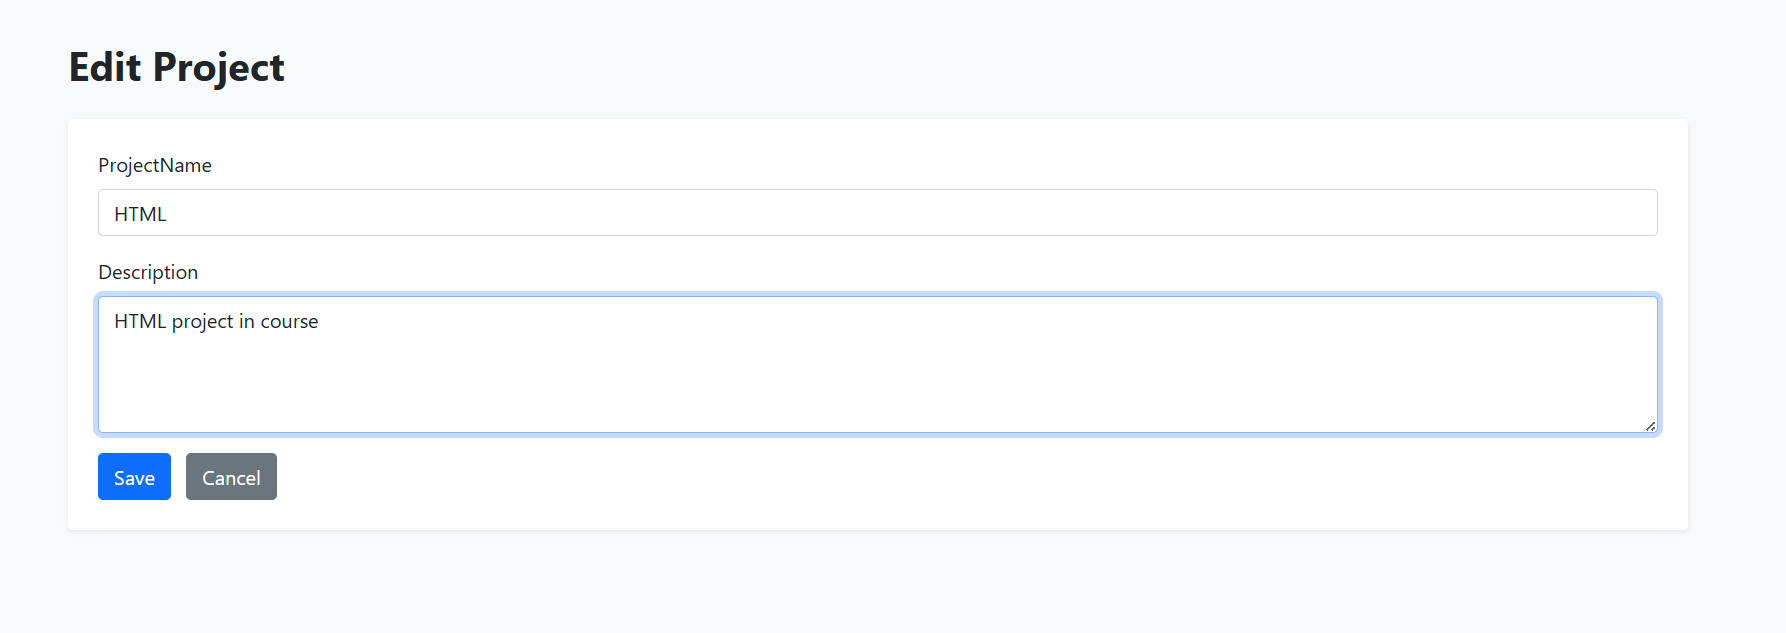 Edit Project
ProjectName
HTML
Description
HTML project in course
Save Cancel